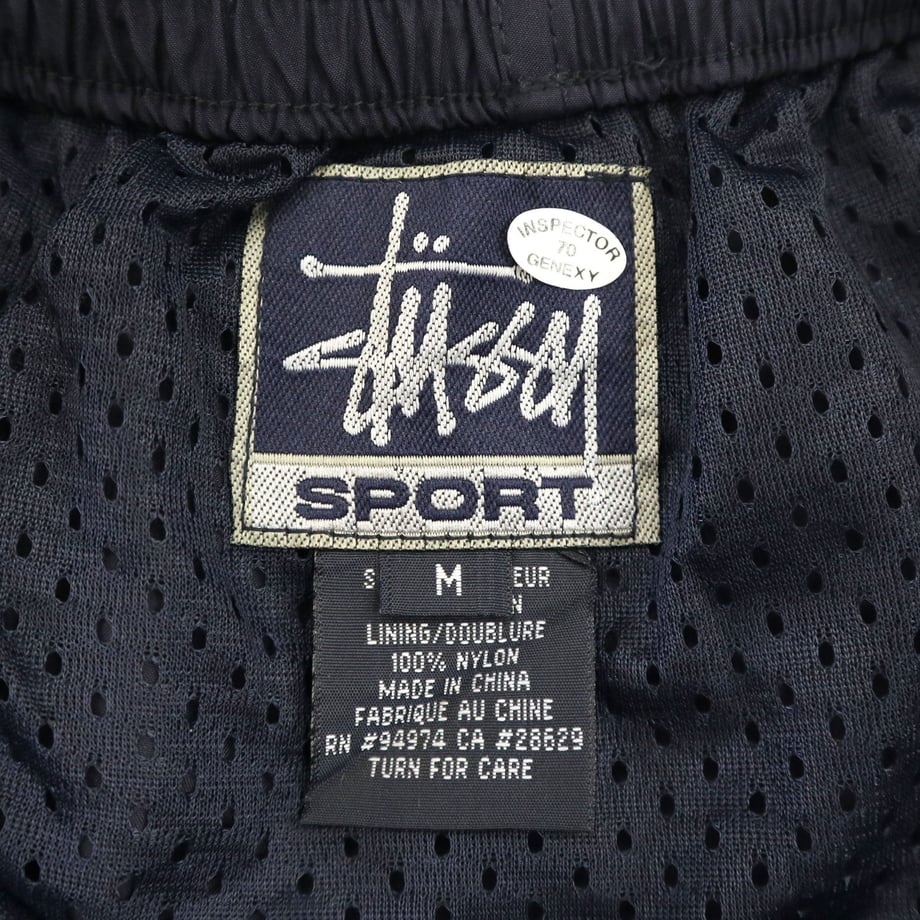 INSPECTOR
70
GENEXY
Stüssy
SPORT
M
EUR
LINING/DOUBLURE
100% NYLON
MADE IN CHINA
FABRIQUE AU CHINE
RN #94974 CA #28629
TURN FOR CARE